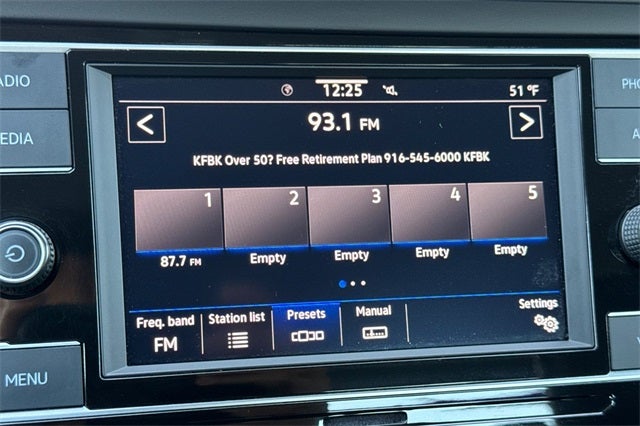 RADIO
MEDIA
MENU
12:25
51 °F
93.1 FM
KFBK Over 50? Free Retirement Plan 916-545-6000 KFBK
1 2 3 4 5
87.7 FM Empty Empty Empty Empty
Freq. band Station list Presets Manual Settings
FM
PHO